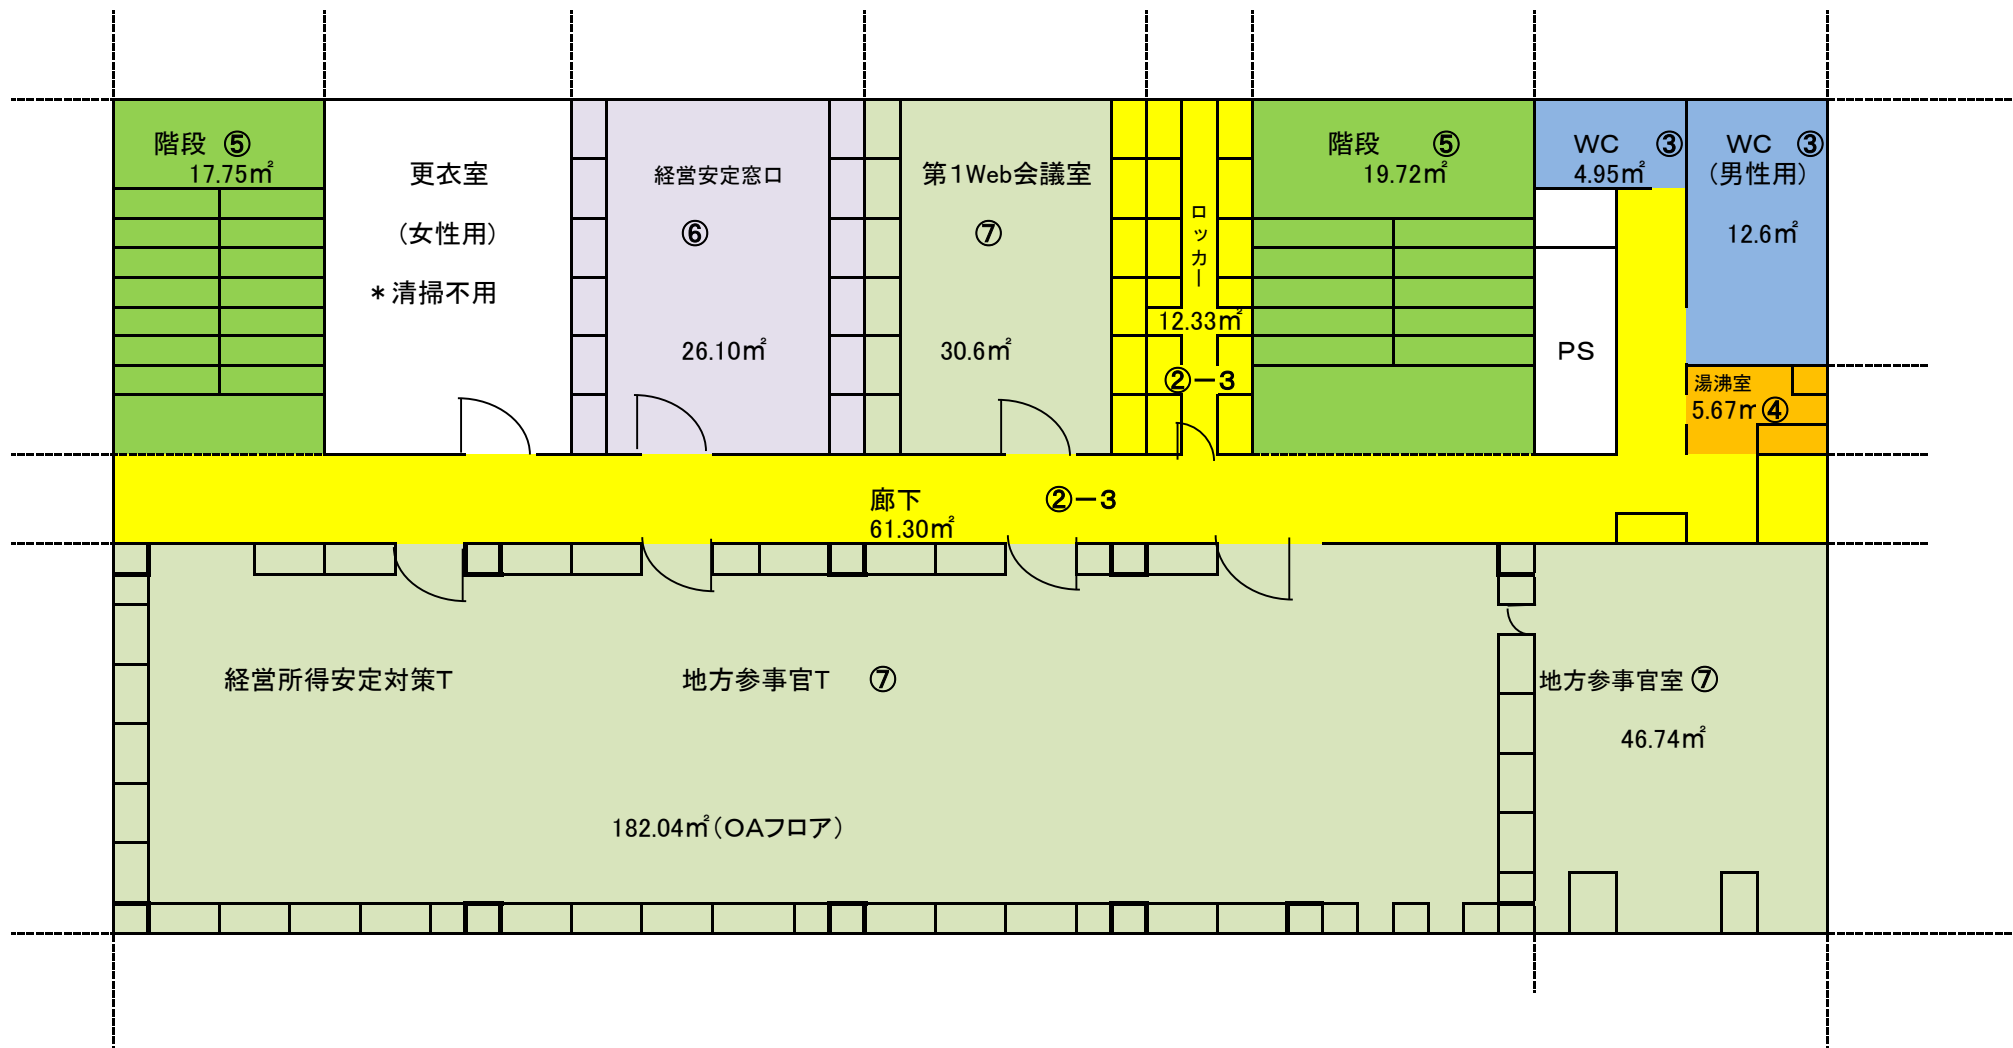 階段 ⑤
17.75㎡
更衣室
(女性用)
*清掃不用
経営安定窓口
⑥
26.10㎡
第1Web会議室
⑦
30.6㎡
ロッカー
12.33㎡
②-3
階段 ⑤
19.72㎡
WC ③
4.95㎡
WC ③
(男性用)
12.6㎡
PS
湯沸室
5.67㎡ ④
廊下 ②-3
61.30㎡
経営所得安定対策T
地方参事官T ⑦
182.04㎡(OAフロア)
地方参事官室 ⑦
46.74㎡